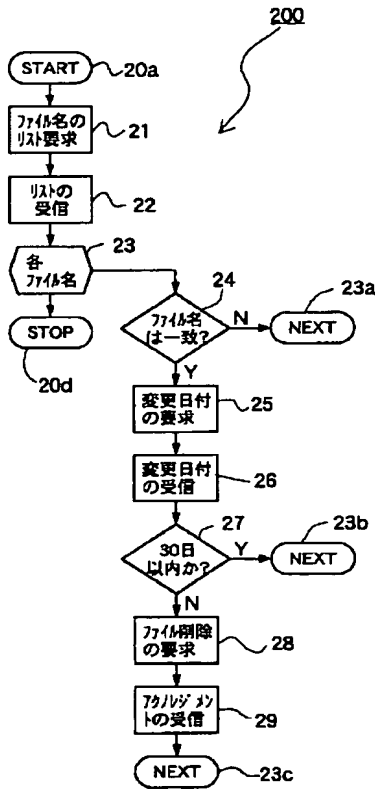 200
START
20a
ファイル名の
リスト要求
21
リストの
受信
22
23
各
ファイル名
24
23a
ファイル名
は一致?
N
NEXT
STOP
20d
Y
変更日付
の要求
25
変更日付
の受信
26
27
23b
30日
以内か?
Y
NEXT
N
ファイル削除
の要求
28
アクノレジメン
トの受信
29
NEXT
23c